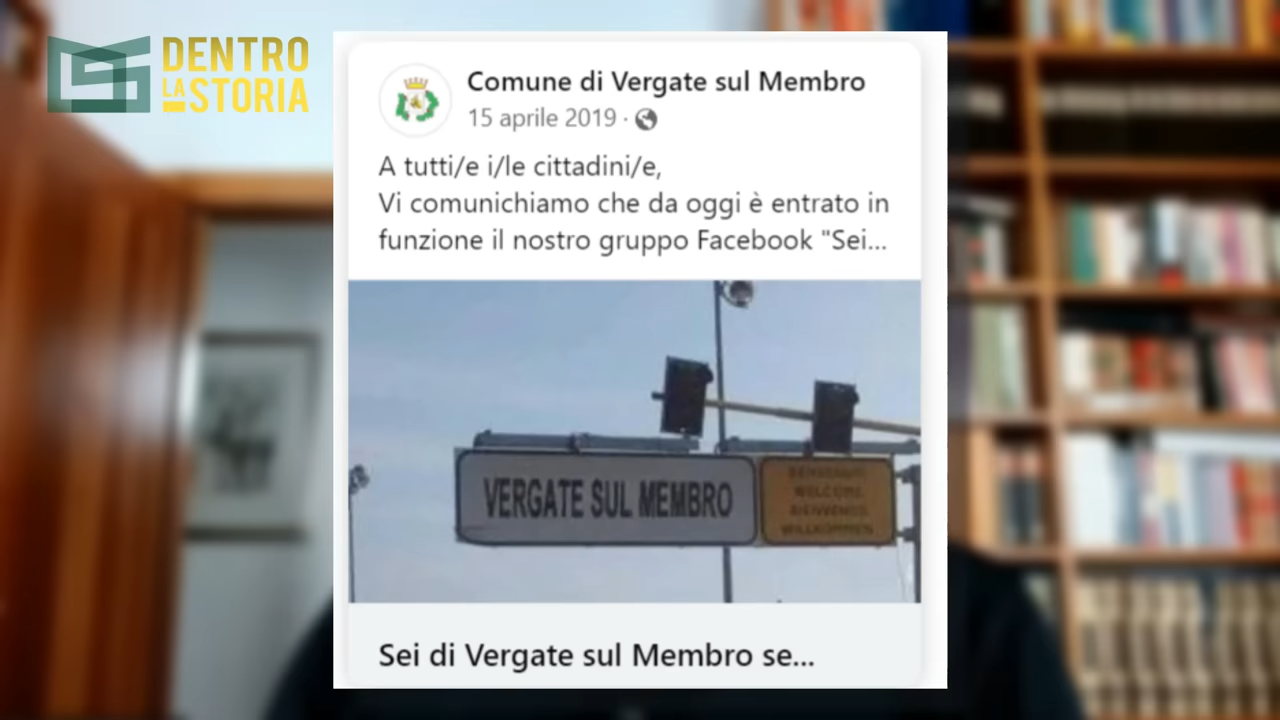 DENTRO
LA STORIA
Comune di Vergate sul Membro
15 aprile 2019 ·
A tutti/e i/le cittadini/e,
Vi comunichiamo che da oggi è entrato in
funzione il nostro gruppo Facebook "Sei...
VERGATE SUL MEMBRO
BENVENUTI
WELCOME
BIENVENUE
WILLKOMMEN
Sei di Vergate sul Membro se...